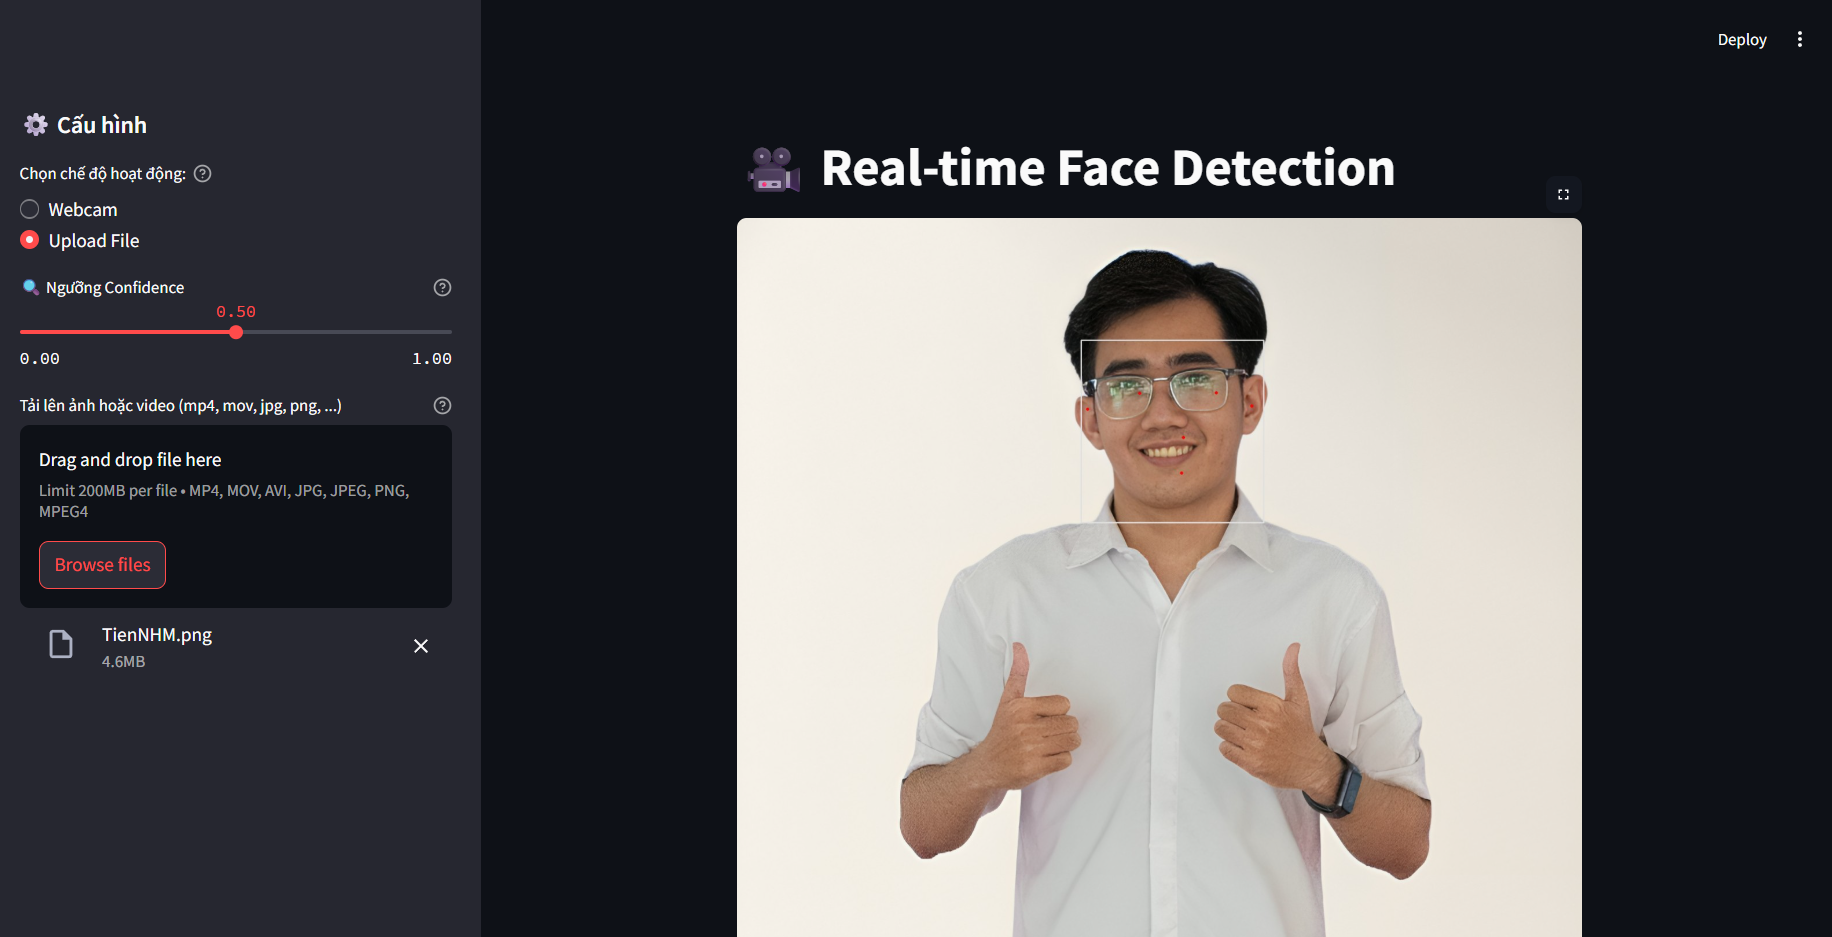 Deploy
Cấu hình
Chọn chế độ hoạt động:
Webcam
Upload File
Ngưỡng Confidence
0.50
0.00 1.00
Tải lên ảnh hoặc video (mp4, mov, jpg, png, ...)
Drag and drop file here
Limit 200MB per file • MP4, MOV, AVI, JPG, JPEG, PNG,
MPEG4
Browse files
TienNHM.png
4.6MB
Real-time Face Detection